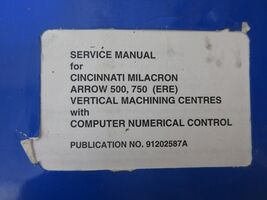 SERVICE MANUAL
for
CINCINNATI MILACRON
ARROW 500, 750 (ERE)
VERTICAL MACHINING CENTRES
with
COMPUTER NUMERICAL CONTROL
PUBLICATION NO. 91202587A